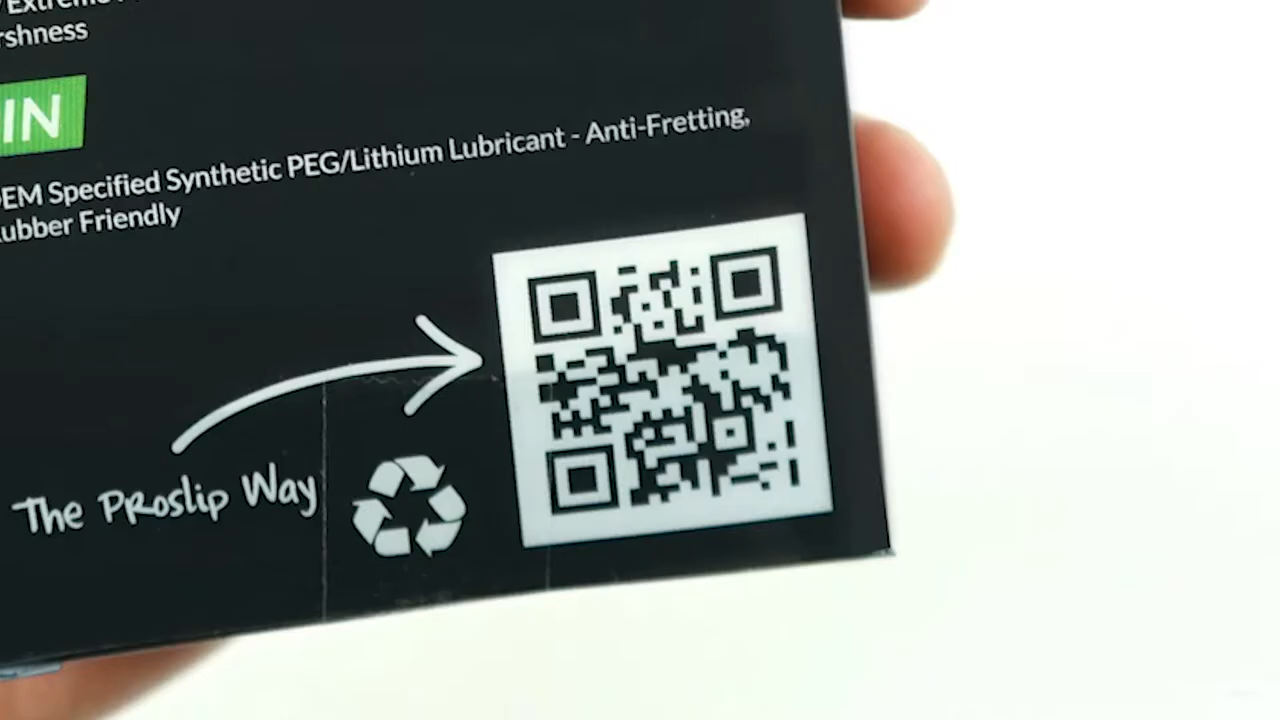 Extreme
rshness
IN
EM Specified Synthetic PEG/Lithium Lubricant - Anti-Fretting,
ubber Friendly
The PRoslip Way